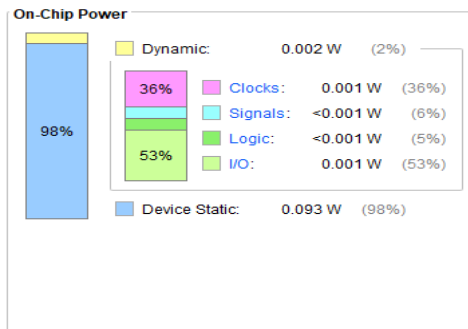 On-Chip Power
Dynamic: 0.002 W (2%)
36% Clocks: 0.001 W (36%)
Signals: <0.001 W (6%)
Logic: <0.001 W (5%)
98%
53% I/O: 0.001 W (53%)
Device Static: 0.093 W (98%)